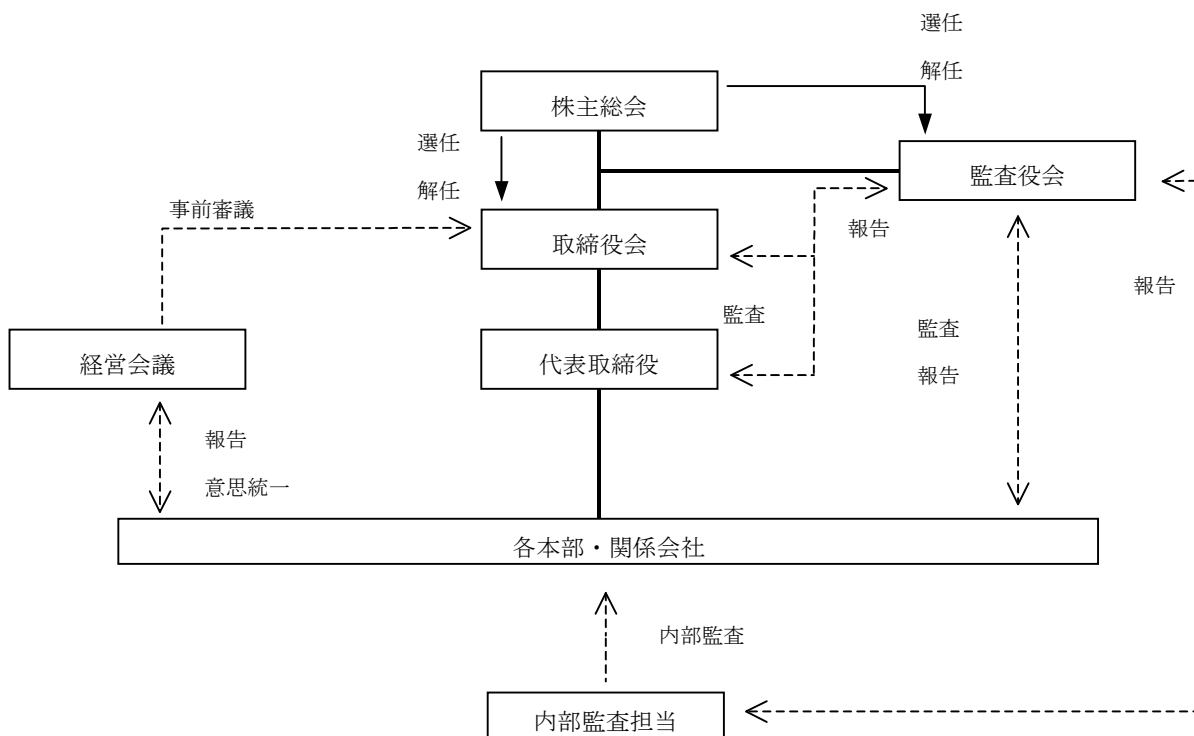 選任
解任
株主総会
選任
解任
監査役会
事前審議
取締役会
報告
報告
監査
監査
報告
経営会議
代表取締役
報告
意思統一
各本部・関係会社
内部監査
内部監査担当